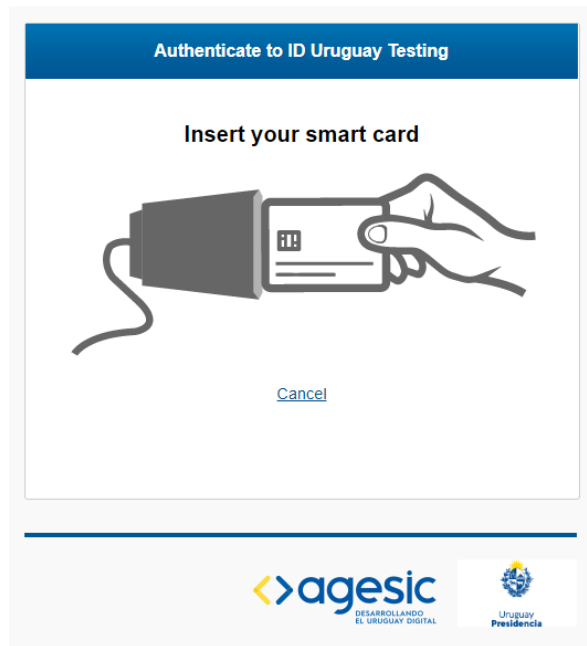 Authenticate to ID Uruguay Testing
Insert your smart card
Cancel
agesic
DESARROLLANDO
EL URUGUAY DIGITAL
Uruguay
Presidencia